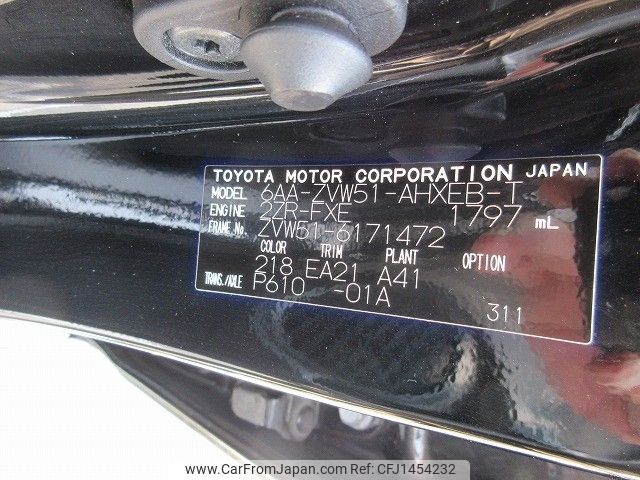 TOYOTA MOTOR CORPORATION JAPAN
MODEL 6AA-ZVW51-AHXEB-T
ENGINE 2ZR-FXE 1797 mL
FRAME No. ZVW51-6171472
COLOR TRIM PLANT OPTION
218 EA21 A41
TRANS./AXLE P610 -01A
311
www.CarFromJapan.com - CFJ1454232